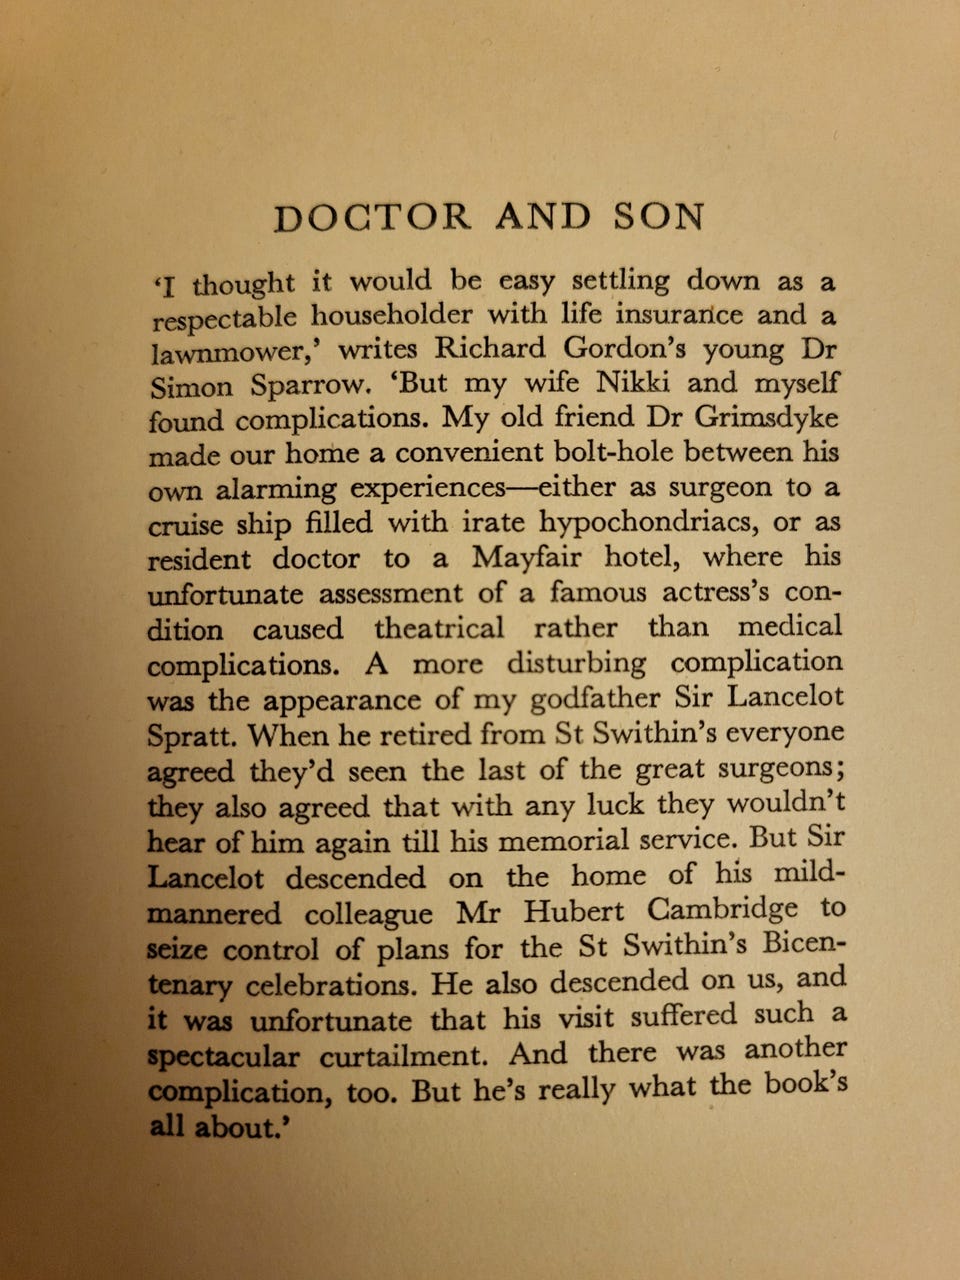 DOCTOR AND SON
‘I thought it would be easy settling down as a
respectable householder with life insurance and a
lawnmower,’ writes Richard Gordon’s young Dr
Simon Sparrow. ‘But my wife Nikki and myself
found complications. My old friend Dr Grimsdyke
made our home a convenient bolt-hole between his
own alarming experiences—either as surgeon to a
cruise ship filled with irate hypochondriacs, or as
resident doctor to a Mayfair hotel, where his
unfortunate assessment of a famous actress’s con-
dition caused theatrical rather than medical
complications. A more disturbing complication
was the appearance of my godfather Sir Lancelot
Spratt. When he retired from St Swithin’s everyone
agreed they’d seen the last of the great surgeons;
they also agreed that with any luck they wouldn’t
hear of him again till his memorial service. But Sir
Lancelot descended on the home of his mild-
mannered colleague Mr Hubert Cambridge to
seize control of plans for the St Swithin’s Bicen-
tenary celebrations. He also descended on us, and
it was unfortunate that his visit suffered such a
spectacular curtailment. And there was another
complication, too. But he’s really what the book’s
all about.’